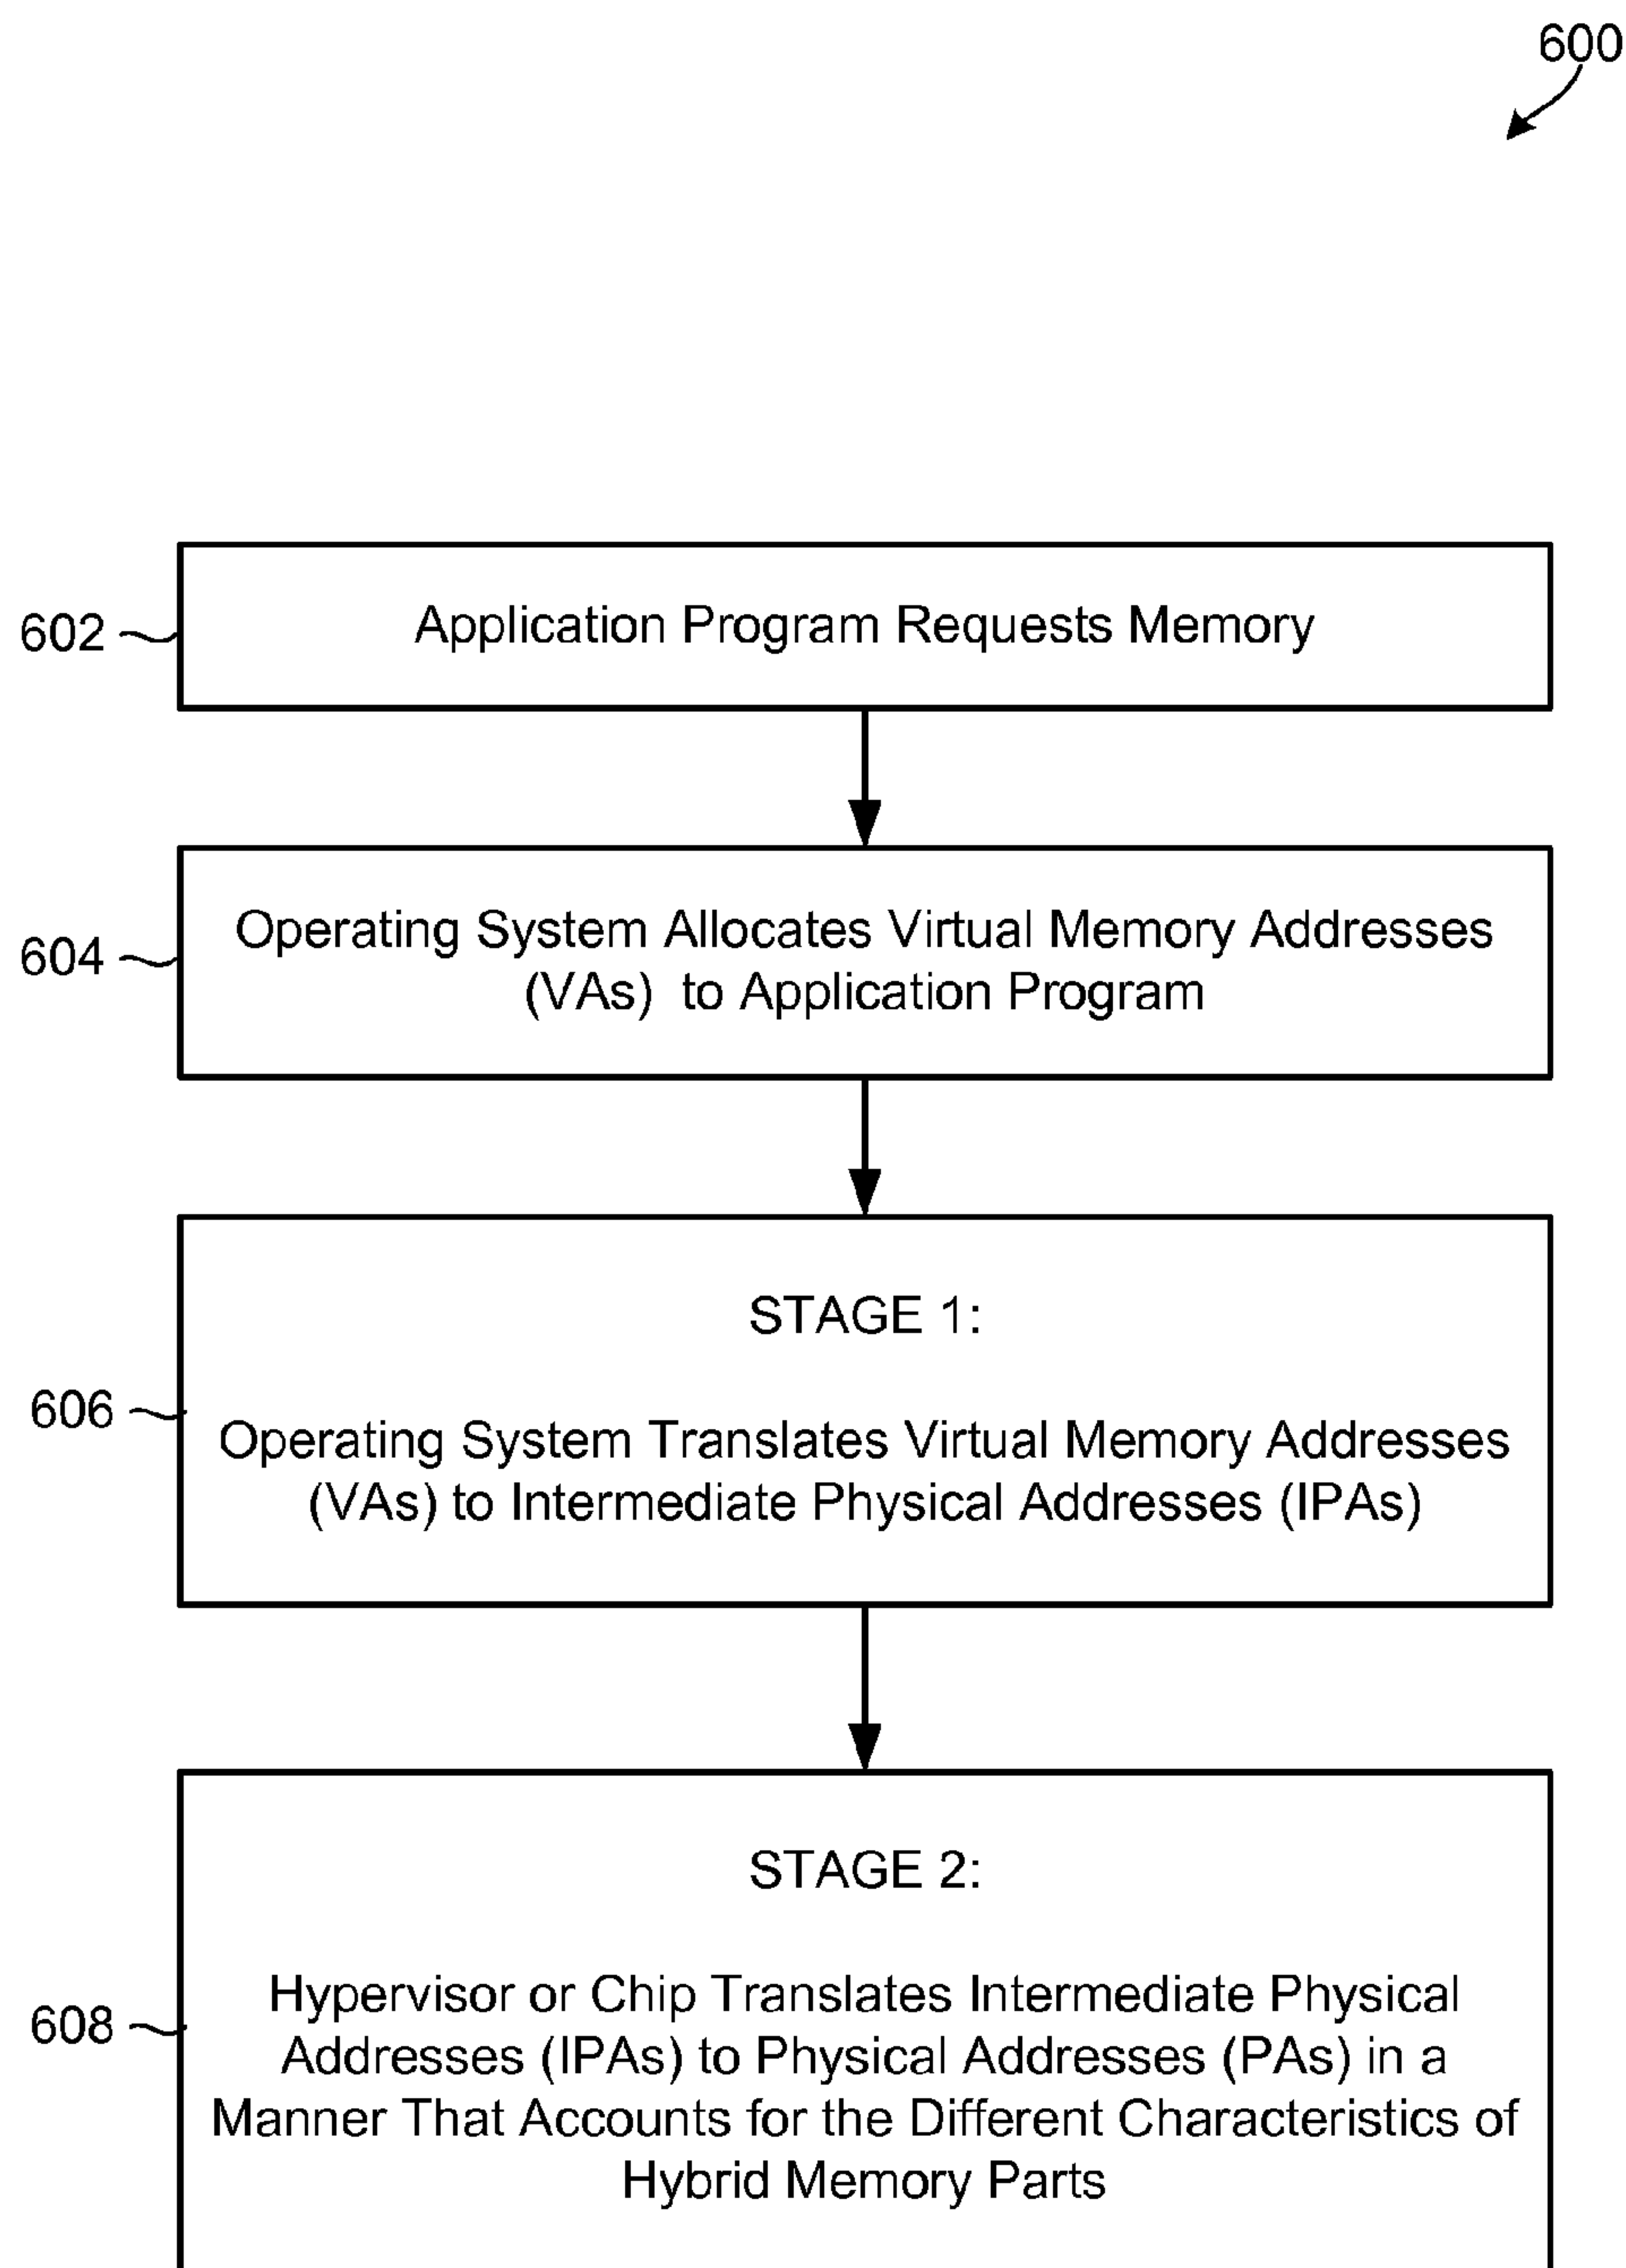 600
602
Application Program Requests Memory
604
Operating System Allocates Virtual Memory Addresses
(VAs) to Application Program
STAGE 1:
606
Operating System Translates Virtual Memory Addresses
(VAs) to Intermediate Physical Addresses (IPAs)
STAGE 2:
608
Hypervisor or Chip Translates Intermediate Physical
Addresses (IPAs) to Physical Addresses (PAs) in a
Manner That Accounts for the Different Characteristics of
Hybrid Memory Parts